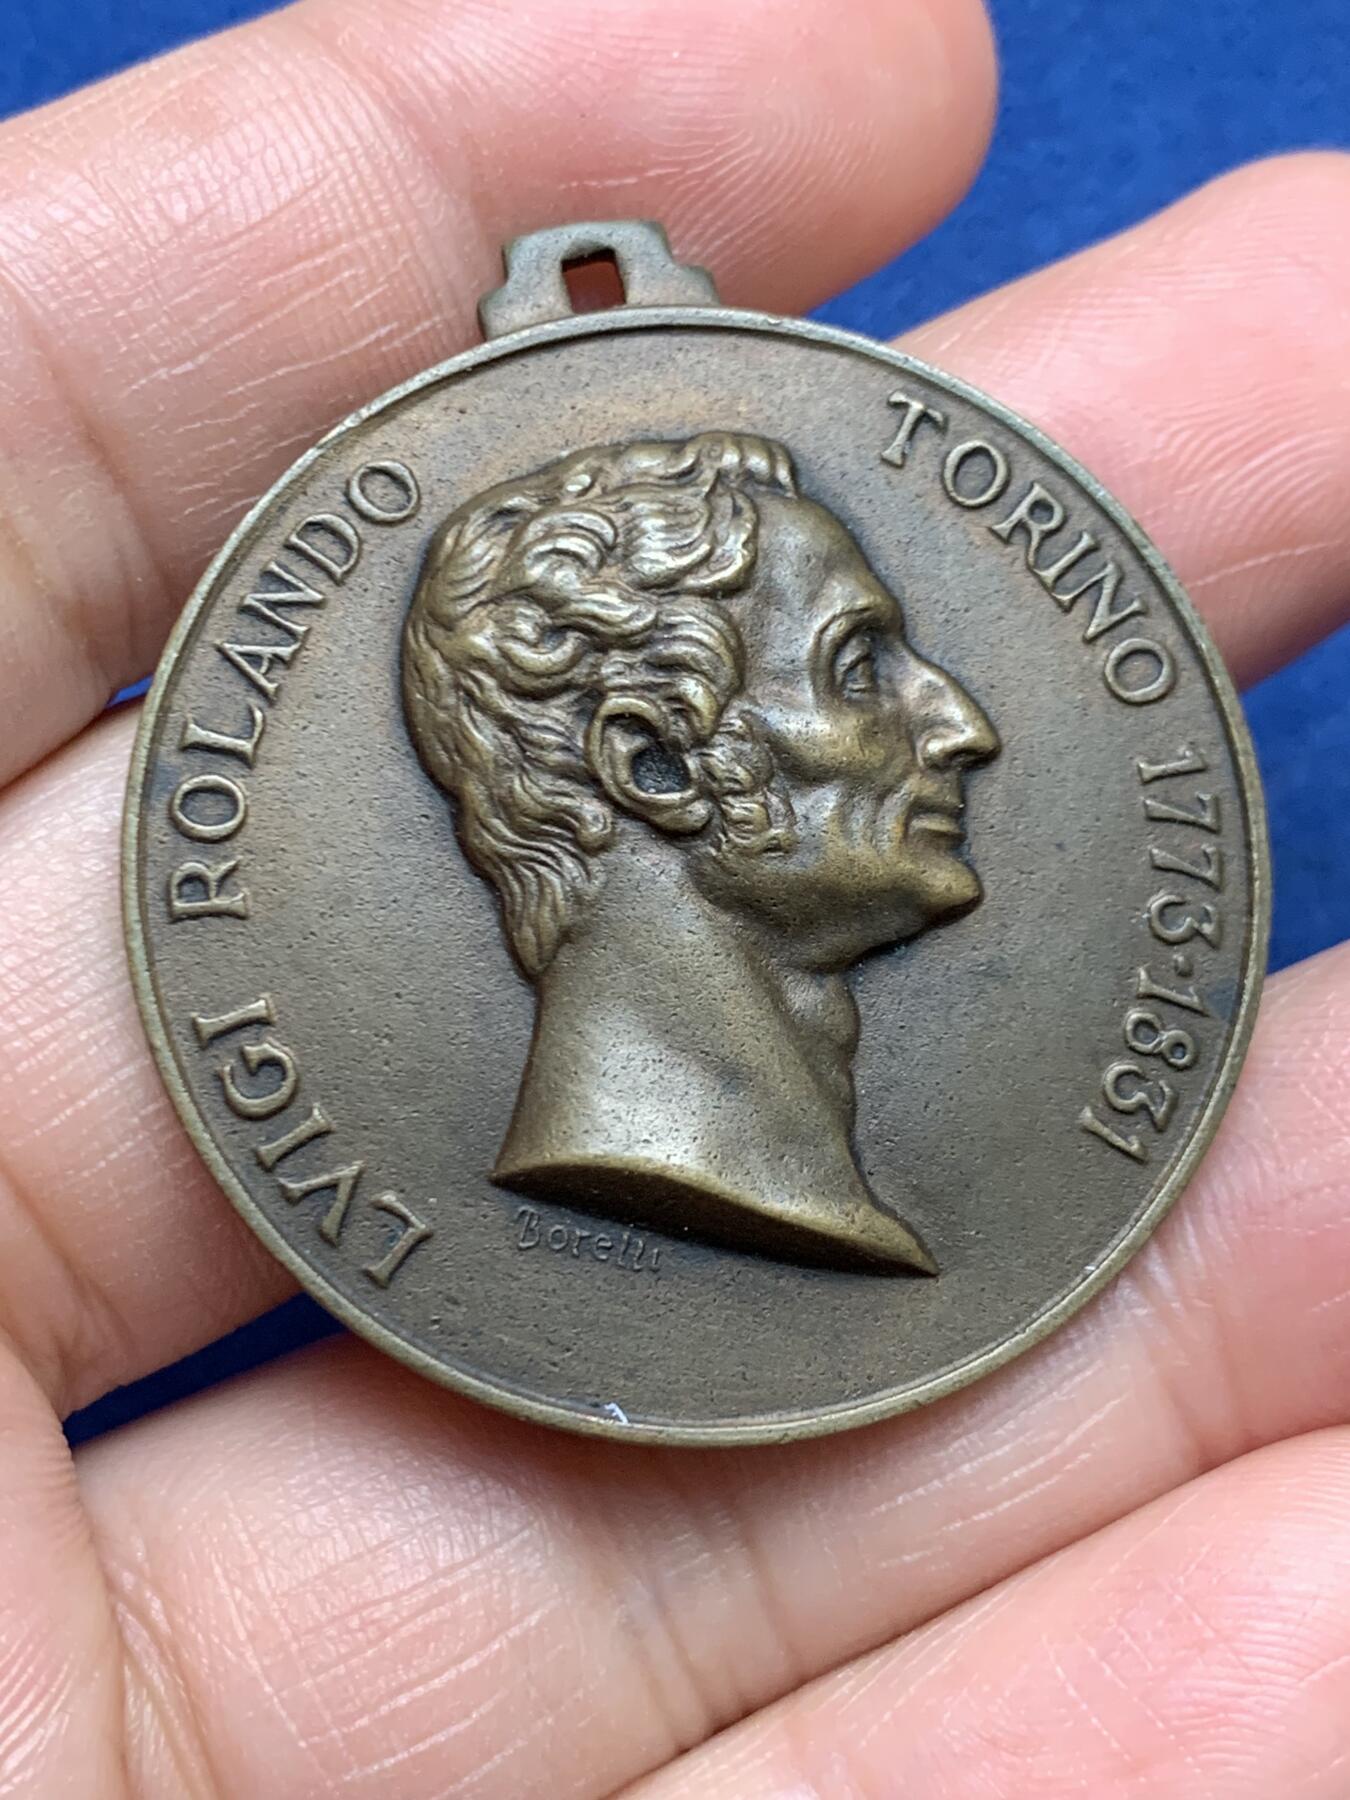 LVIGI ROLANDO
TORINO 1773·1831
Borelli